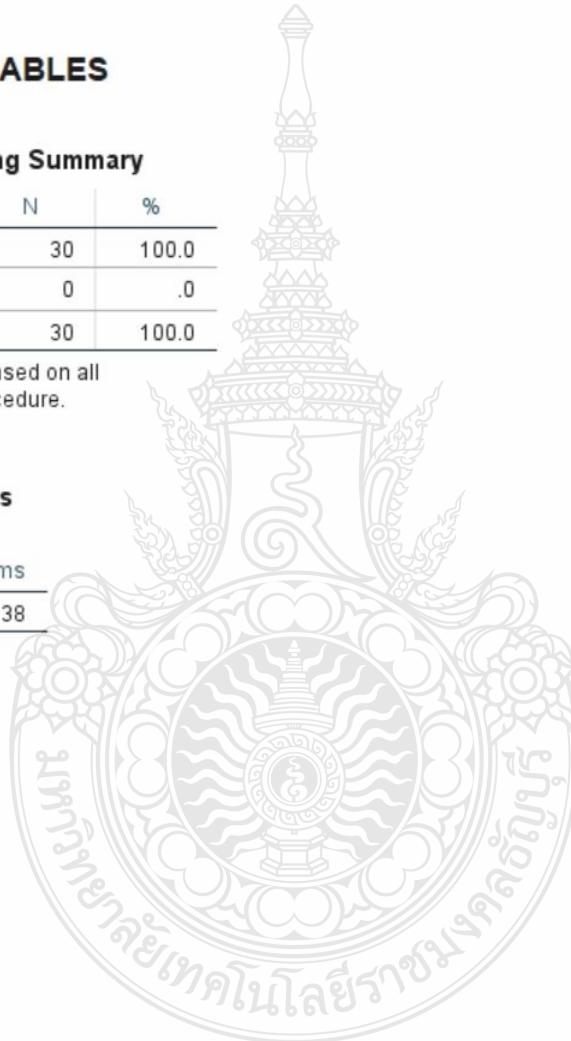 ABLES
ng Summary
N %
30 100.0
0 .0
30 100.0
ased on all
cedure.
s
ms
38
มหาวิทยาลัยเทคโนโลยีราชมงคลธัญบุรี